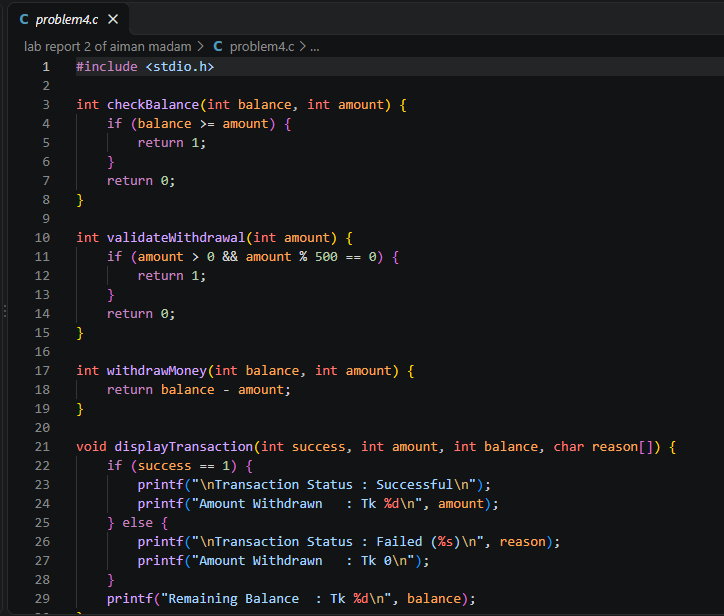 C problem4.c ×
lab report 2 of aiman madam > C problem4.c > ...
1 #include <stdio.h>
2
3 int checkBalance(int balance, int amount) {
4     if (balance >= amount) {
5         return 1;
6     }
7     return 0;
8 }
9
10 int validateWithdrawal(int amount) {
11     if (amount > 0 && amount % 500 == 0) {
12         return 1;
13     }
14     return 0;
15 }
16
17 int withdrawMoney(int balance, int amount) {
18     return balance - amount;
19 }
20
21 void displayTransaction(int success, int amount, int balance, char reason[]) {
22     if (success == 1) {
23         printf("\nTransaction Status : Successful\n");
24         printf("Amount Withdrawn   : Tk %d\n", amount);
25     } else {
26         printf("\nTransaction Status : Failed (%s)\n", reason);
27         printf("Amount Withdrawn   : Tk 0\n");
28     }
29     printf("Remaining Balance  : Tk %d\n", balance);